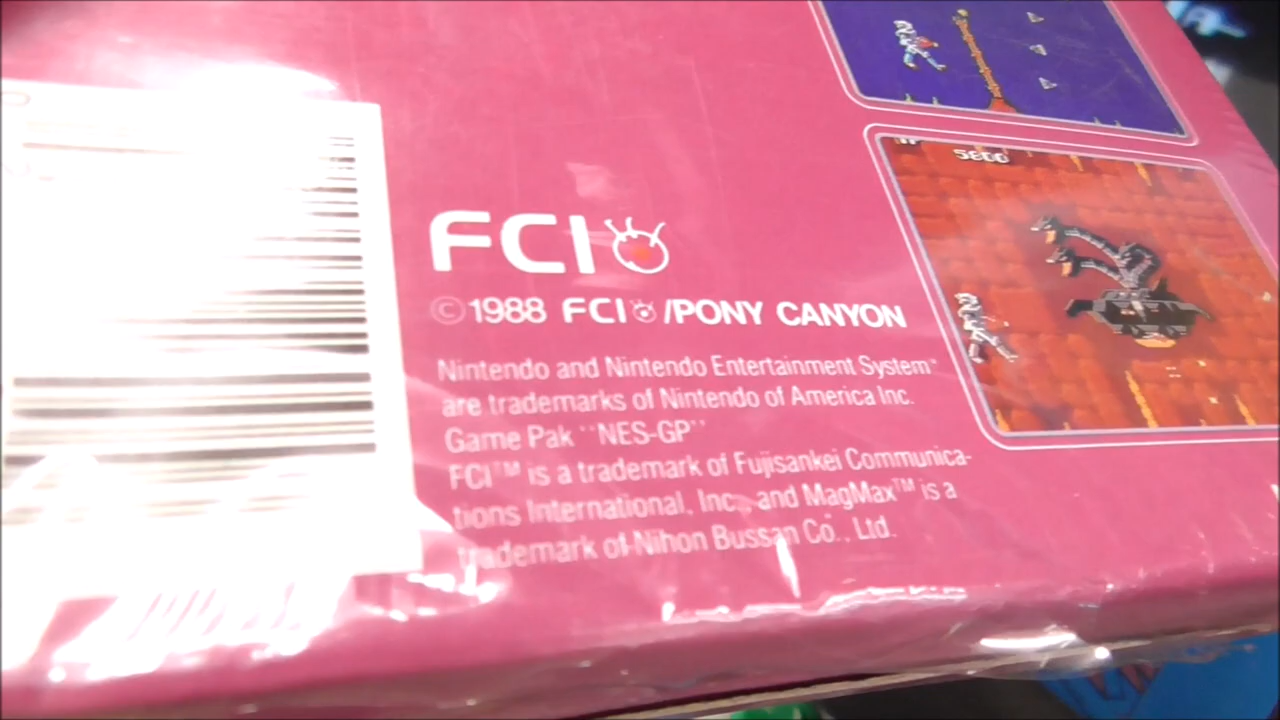 FCI
©1988 FCI /PONY CANYON
Nintendo and Nintendo Entertainment System™
are trademarks of Nintendo of America Inc.
Game Pak "NES-GP"
FCI™ is a trademark of Fujisankei Communica-
tions International, Inc., and MagMax™ is a
trademark of Nihon Bussan Co., Ltd.